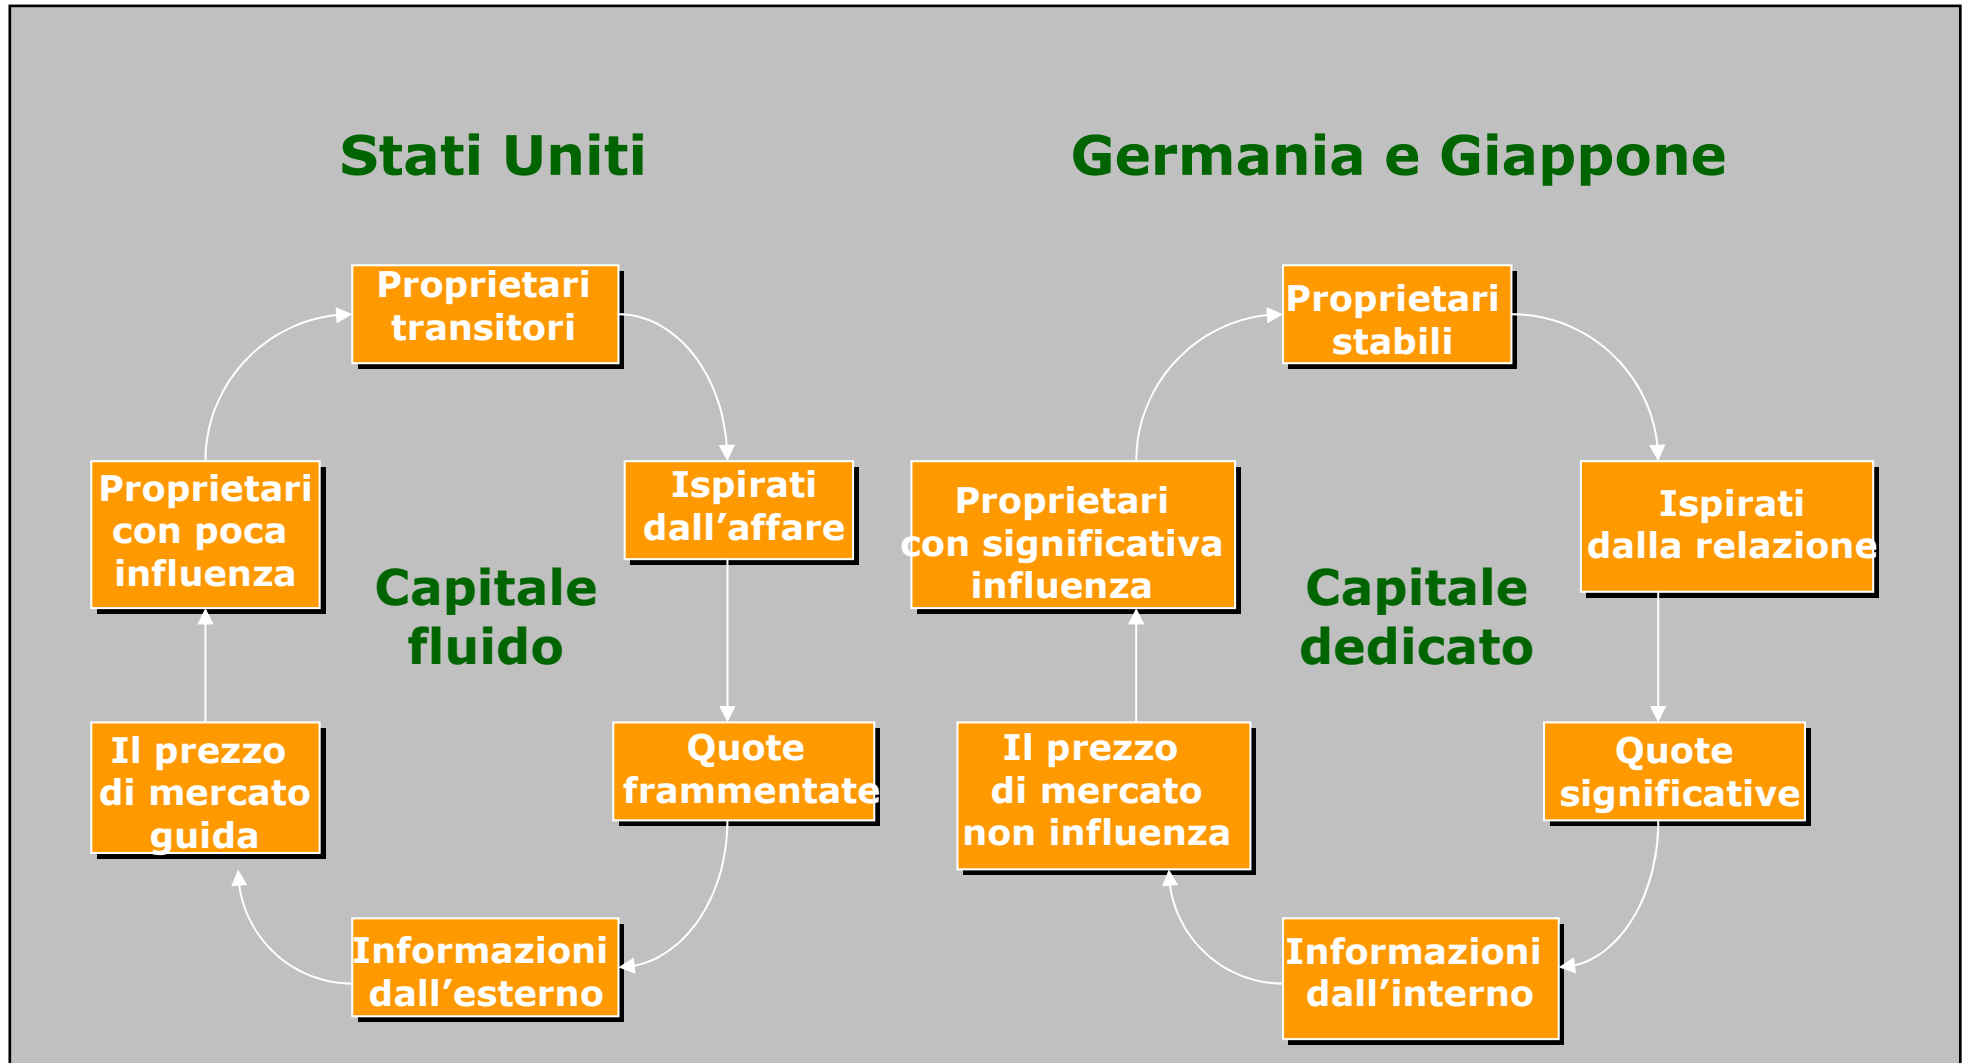 Stati Uniti
Proprietari
transitori
Ispirati
dall’affare
Quote
frammentate
Informazioni
dall’esterno
Il prezzo
di mercato
guida
Proprietari
con poca
influenza
Capitale
fluido
Germania e Giappone
Proprietari
stabili
Ispirati
dalla relazione
Quote
significative
Informazioni
dall’interno
Il prezzo
di mercato
non influenza
Proprietari
con significativa
influenza
Capitale
dedicato